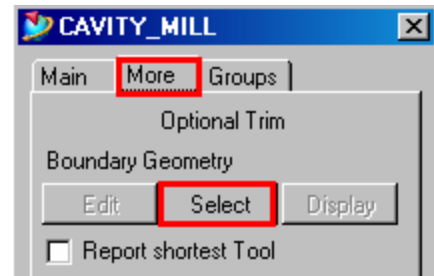 CAVITY_MILL
Main More Groups
Optional Trim
Boundary Geometry
Edit Select Display
Report shortest Tool